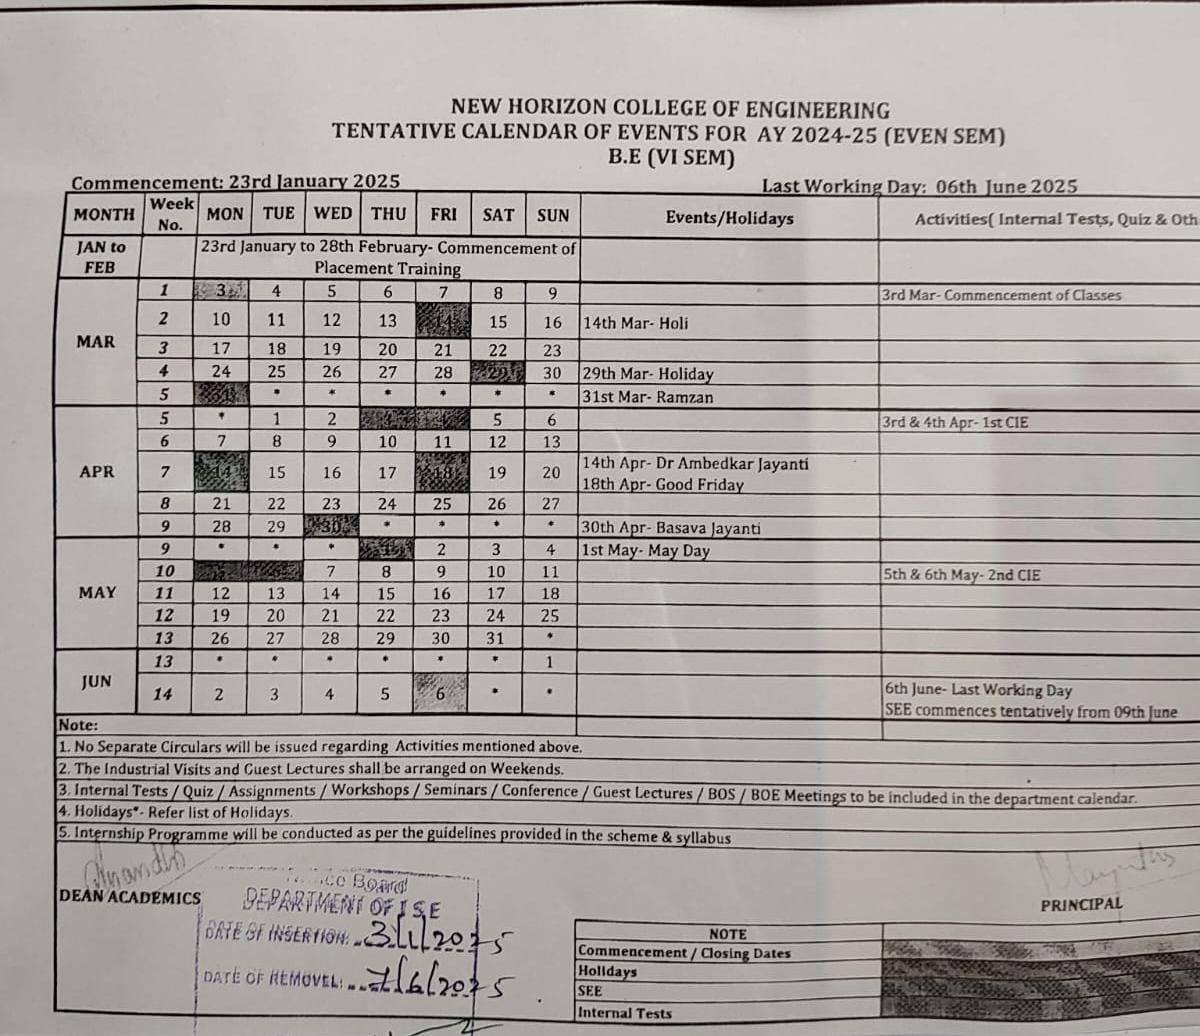 NEW HORIZON COLLEGE OF ENGINEERING
TENTATIVE CALENDAR OF EVENTS FOR AY 2024-25 (EVEN SEM)
B.E (VI SEM)
Commencement: 23rd January 2025
Last Working Day: 06th June 2025
MONTH Week No. MON TUE WED THU FRI SAT SUN Events/Holidays Activities( Internal Tests, Quiz & Oth
JAN to FEB 23rd January to 28th February- Commencement of Placement Training
MAR
1 3 4 5 6 7 8 9 3rd Mar- Commencement of Classes
2 10 11 12 13 14 15 16 14th Mar- Holi
3 17 18 19 20 21 22 23
4 24 25 26 27 28 29 30 29th Mar- Holiday
5 31 * * * * * * 31st Mar- Ramzan
APR
5 * 1 2 3 4 5 6 3rd & 4th Apr- 1st CIE
6 7 8 9 10 11 12 13
7 14 15 16 17 18 19 20 14th Apr- Dr Ambedkar Jayanti
18th Apr- Good Friday
8 21 22 23 24 25 26 27
9 28 29 30 * * * * 30th Apr- Basava Jayanti
MAY
9 * * * 1 2 3 4 1st May- May Day
10 5 6 7 8 9 10 11 5th & 6th May- 2nd CIE
11 12 13 14 15 16 17 18
12 19 20 21 22 23 24 25
13 26 27 28 29 30 31 *
JUN
13 * * * * * * 1
14 2 3 4 5 6 * * 6th June- Last Working Day
SEE commences tentatively from 09th June
Note:
1. No Separate Circulars will be issued regarding Activities mentioned above.
2. The Industrial Visits and Guest Lectures shall be arranged on Weekends.
3. Internal Tests / Quiz / Assignments / Workshops / Seminars / Conference / Guest Lectures / BOS / BOE Meetings to be included in the department calendar.
4. Holidays*- Refer list of Holidays.
5. Internship Programme will be conducted as per the guidelines provided in the scheme & syllabus
DEAN ACADEMICS
Board
DEPARTMENT OF ISE
DATE OF INSERTION: 3/1/2025
DATE OF REMOVEL: 7/6/2025
PRINCIPAL
NOTE
Commencement / Closing Dates
Holidays
SEE
Internal Tests